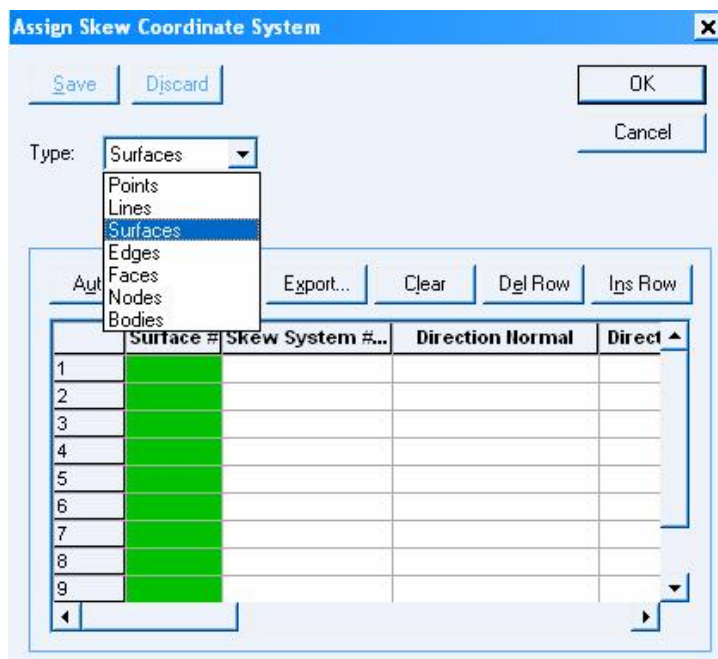 Assign Skew Coordinate System
Save Discard OK
Cancel
Type: Surfaces
Points
Lines
Surfaces
Edges
Faces
Nodes
Bodies
Export... Clear Del Row Ins Row
Surface # Skew System #... Direction Normal Direct
1
2
3
4
5
6
7
8
9